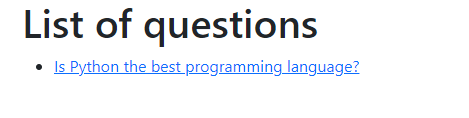 List of questions
Is Python the best programming language?